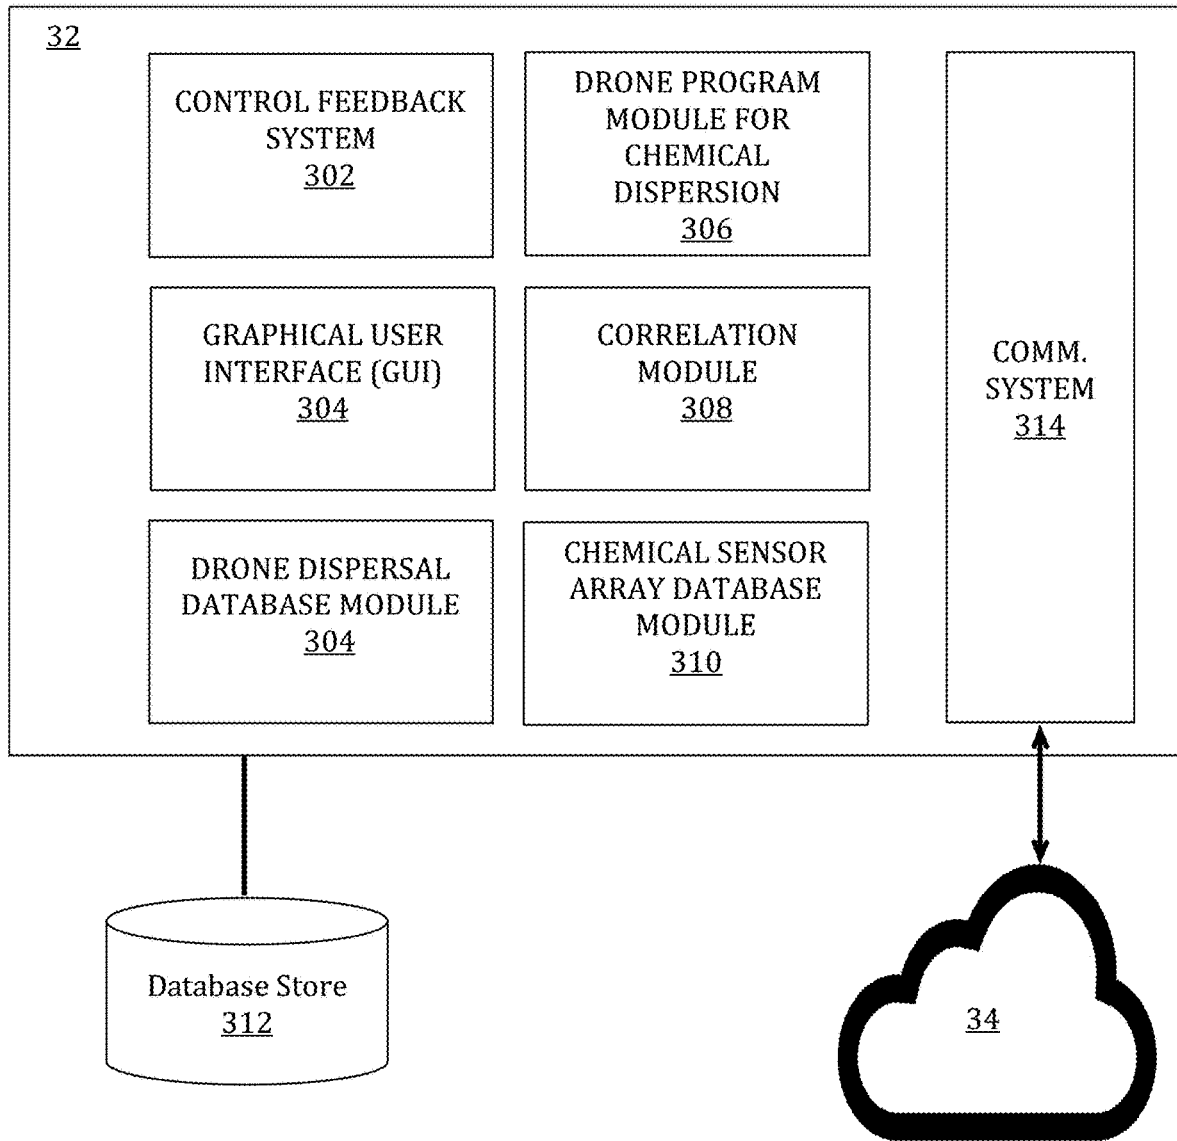 32
CONTROL FEEDBACK
SYSTEM
302
DRONE PROGRAM
MODULE FOR
CHEMICAL
DISPERSION
306
GRAPHICAL USER
INTERFACE (GUI)
304
CORRELATION
MODULE
308
DRONE DISPERSAL
DATABASE MODULE
304
CHEMICAL SENSOR
ARRAY DATABASE
MODULE
310
COMM.
SYSTEM
314
Database Store
312
34